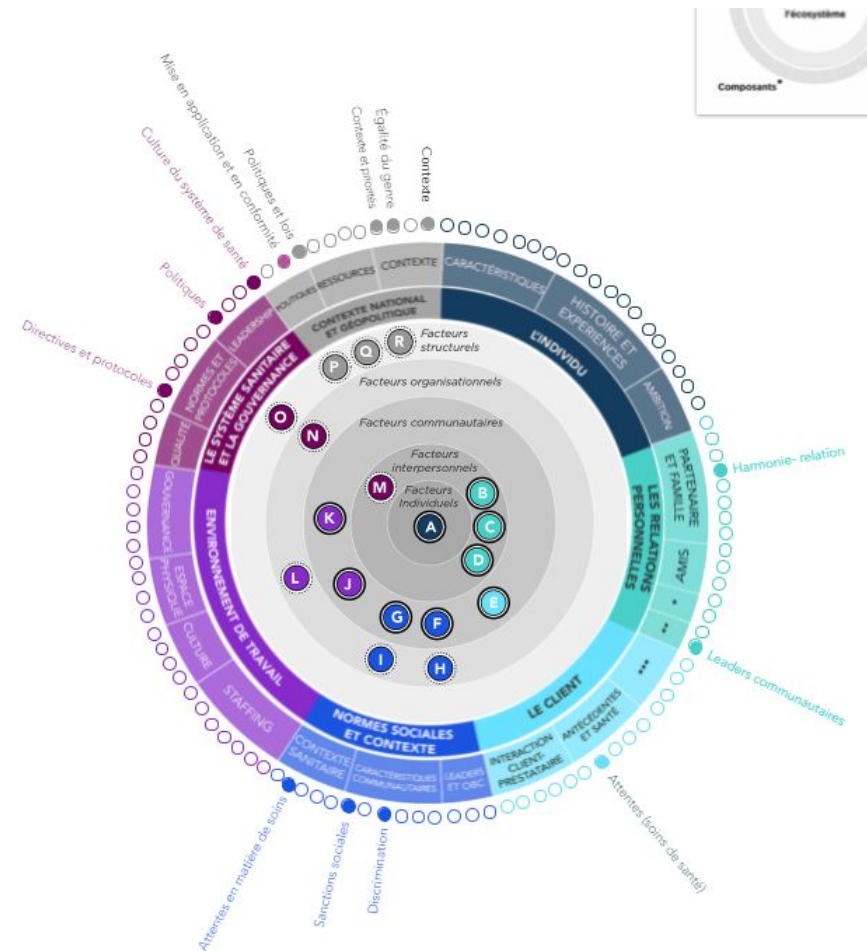 l'écosystème
Composants*
Mise en application et en conformité
Culture du système de santé
Politiques et lois
Contexte et priorités
Égalité du genre
Contexte
Politiques
Directives et protocoles
Harmonie- relation
Leaders communautaires
Attentes (soins de santé)
Discrimination
Sanctions sociales
Attentes en matière de soins
POLITIQUES
RESSOURCES
CONTEXTE
CARACTÉRISTIQUES
HISTOIRE ET
EXPERIENCES
AMBITION
PARTENAIRE
ET FAMILLE
AMIS
*
**
***
ANTÉCÉDENTES
ET SANTÉ
INTERACTION
CLIENT-
PRESTATAIRE
LEADERS
ET OBC
CARACTÉRISTIQUES
COMMUNAUTAIRES
CONTEXTE
SANITAIRE
STAFFING
CULTURE
ESPACE
PHYSIQUE
GOUVERNANCE
QUALITÉ
NORMES ET
PROTOCOLES
LEADERSHIP
CONTEXTE NATIONAL
ET GÉOPOLITIQUE
L'INDIVIDU
LES RELATIONS
PERSONNELLES
LE CLIENT
NORMES SOCIALES
ET CONTEXTE
ENVIRONMENT DE TRAVAIL
LE SYSTÈME SANITAIRE
ET LA GOUVERNANCE
Facteurs
structurels
Facteurs organisationnels
Facteurs communautaires
Facteurs
interpersonnels
Facteurs
Individuels
R
Q
P
O
N
M
B
K
A
C
D
L
J
E
G
F
I
H